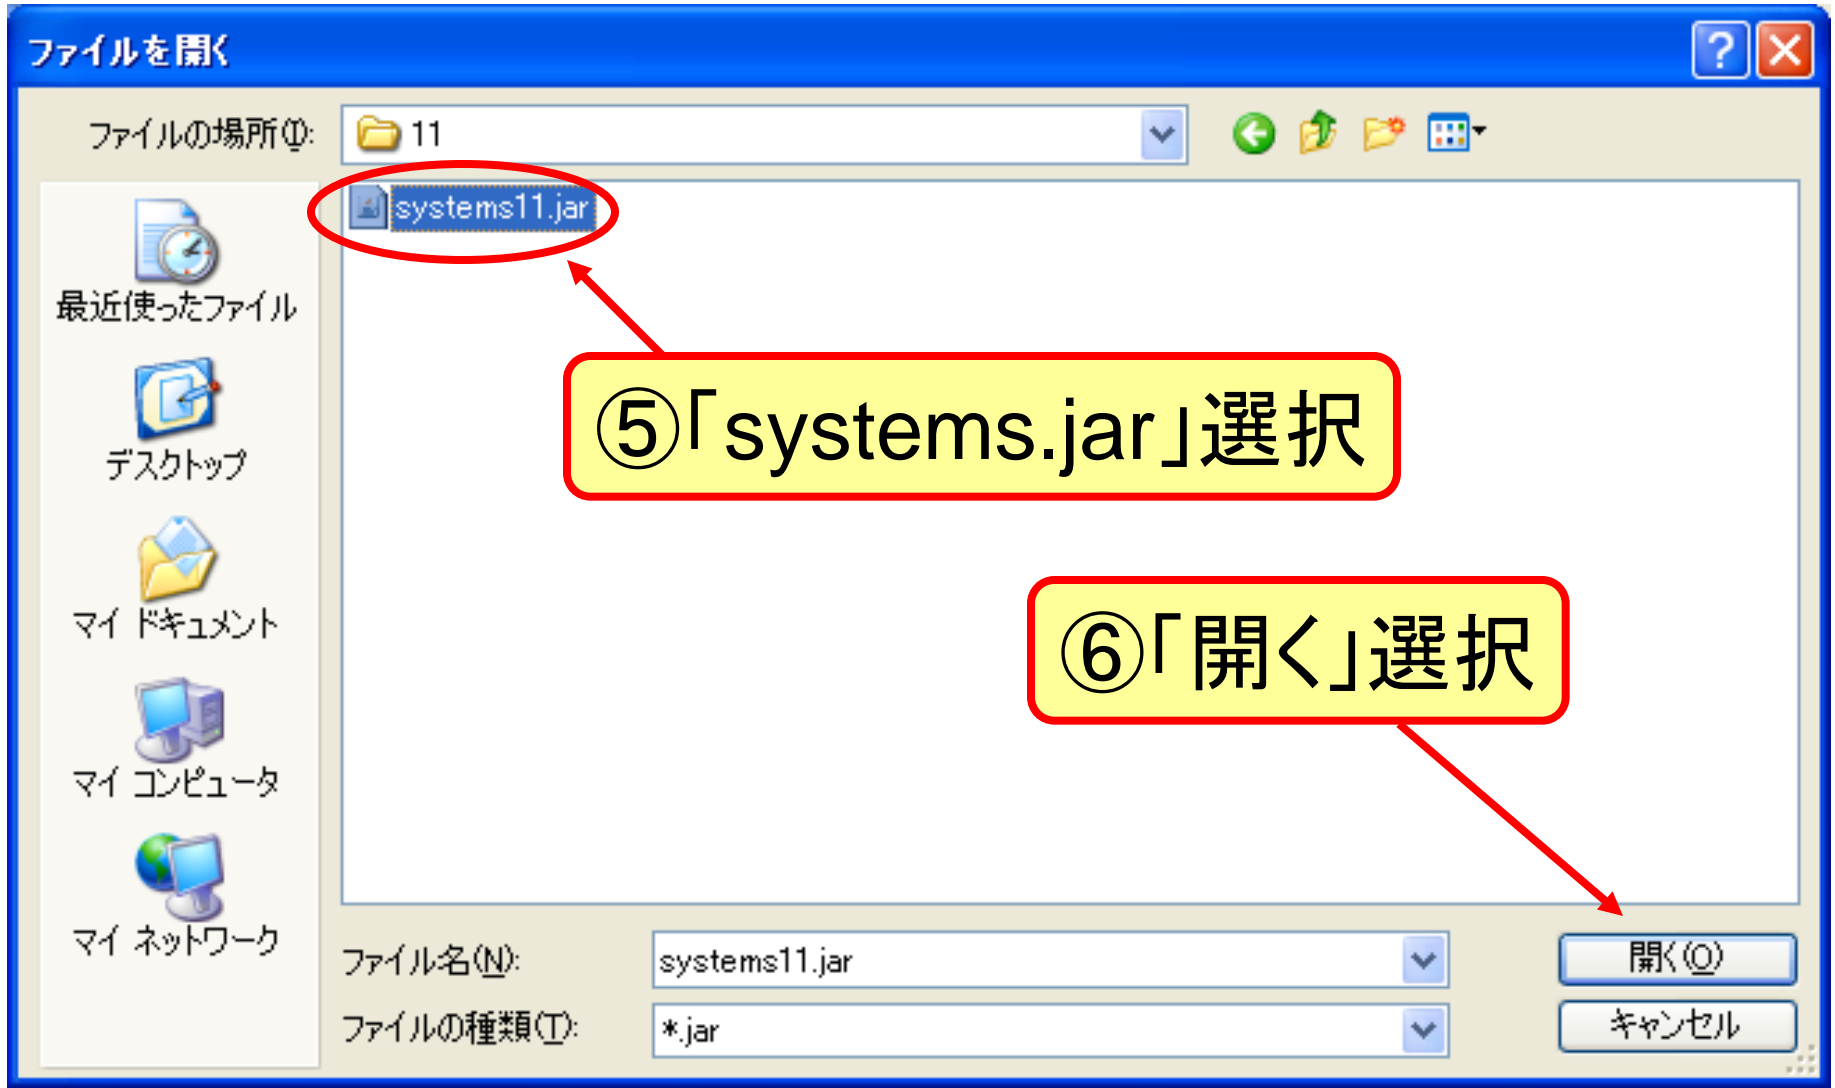 ファイルを開く
ファイルの場所(I):
11
systems11.jar
最近使ったファイル
デスクトップ
マイ ドキュメント
マイ コンピュータ
マイ ネットワーク
⑤「systems.jar」選択
⑥「開く」選択
ファイル名(N):
systems11.jar
開く(O)
ファイルの種類(T):
*.jar
キャンセル